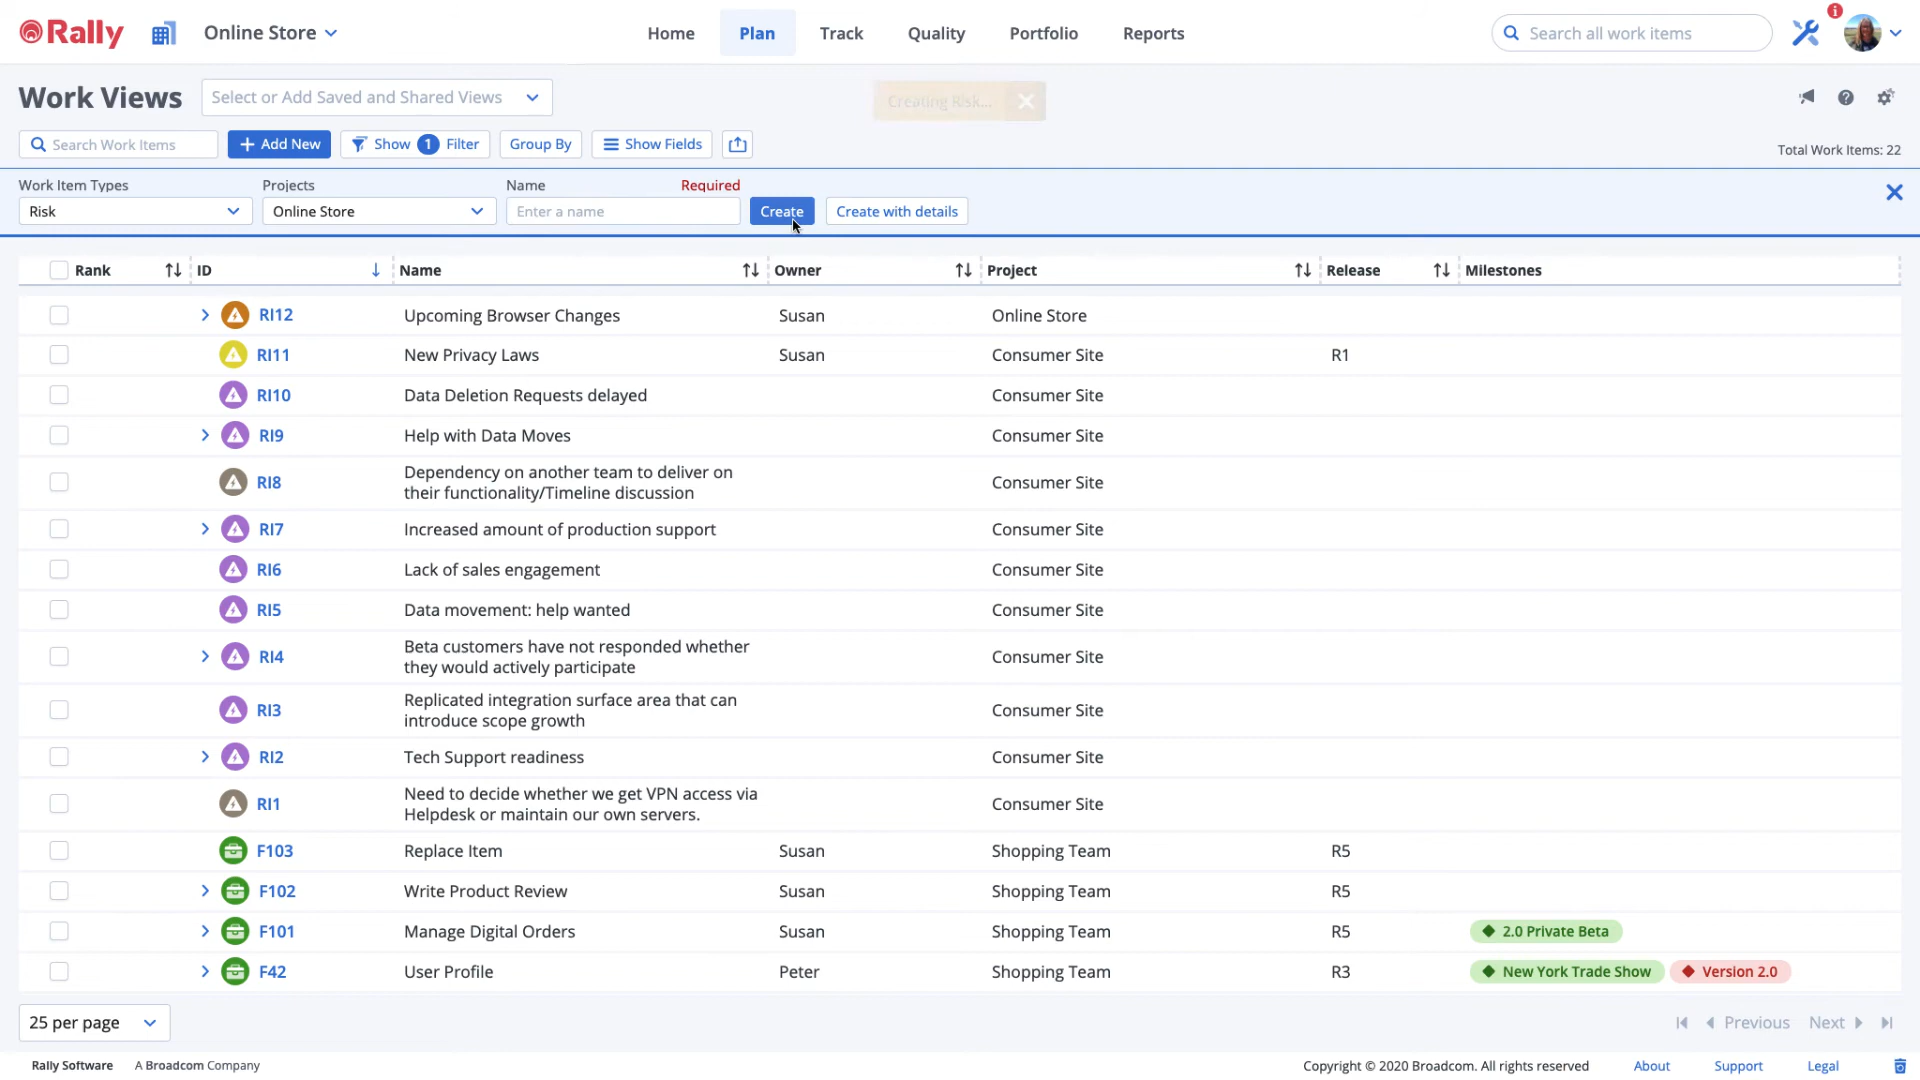 Rally
Online Store
Home
Plan
Track
Quality
Portfolio
Reports
Search all work items
Work Views
Select or Add Saved and Shared Views
Creating Risk...
Search Work Items
Add New
Show 1 Filter
Group By
Show Fields
Total Work Items: 22
Work Item Types
Projects
Name Required
Risk
Online Store
Enter a name
Create
Create with details
Rank ID Name Owner Project Release Milestones
RI12 Upcoming Browser Changes Susan Online Store
RI11 New Privacy Laws Susan Consumer Site R1
RI10 Data Deletion Requests delayed Consumer Site
RI9 Help with Data Moves Consumer Site
RI8 Dependency on another team to deliver on
their functionality/Timeline discussion Consumer Site
RI7 Increased amount of production support Consumer Site
RI6 Lack of sales engagement Consumer Site
RI5 Data movement: help wanted Consumer Site
RI4 Beta customers have not responded whether
they would actively participate Consumer Site
RI3 Replicated integration surface area that can
introduce scope growth Consumer Site
RI2 Tech Support readiness Consumer Site
RI1 Need to decide whether we get VPN access via
Helpdesk or maintain our own servers. Consumer Site
F103 Replace Item Susan Shopping Team R5
F102 Write Product Review Susan Shopping Team R5
F101 Manage Digital Orders Susan Shopping Team R5 2.0 Private Beta
F42 User Profile Peter Shopping Team R3 New York Trade Show Version 2.0
25 per page
Previous Next
Rally Software A Broadcom Company
Copyright © 2020 Broadcom. All rights reserved About Support Legal